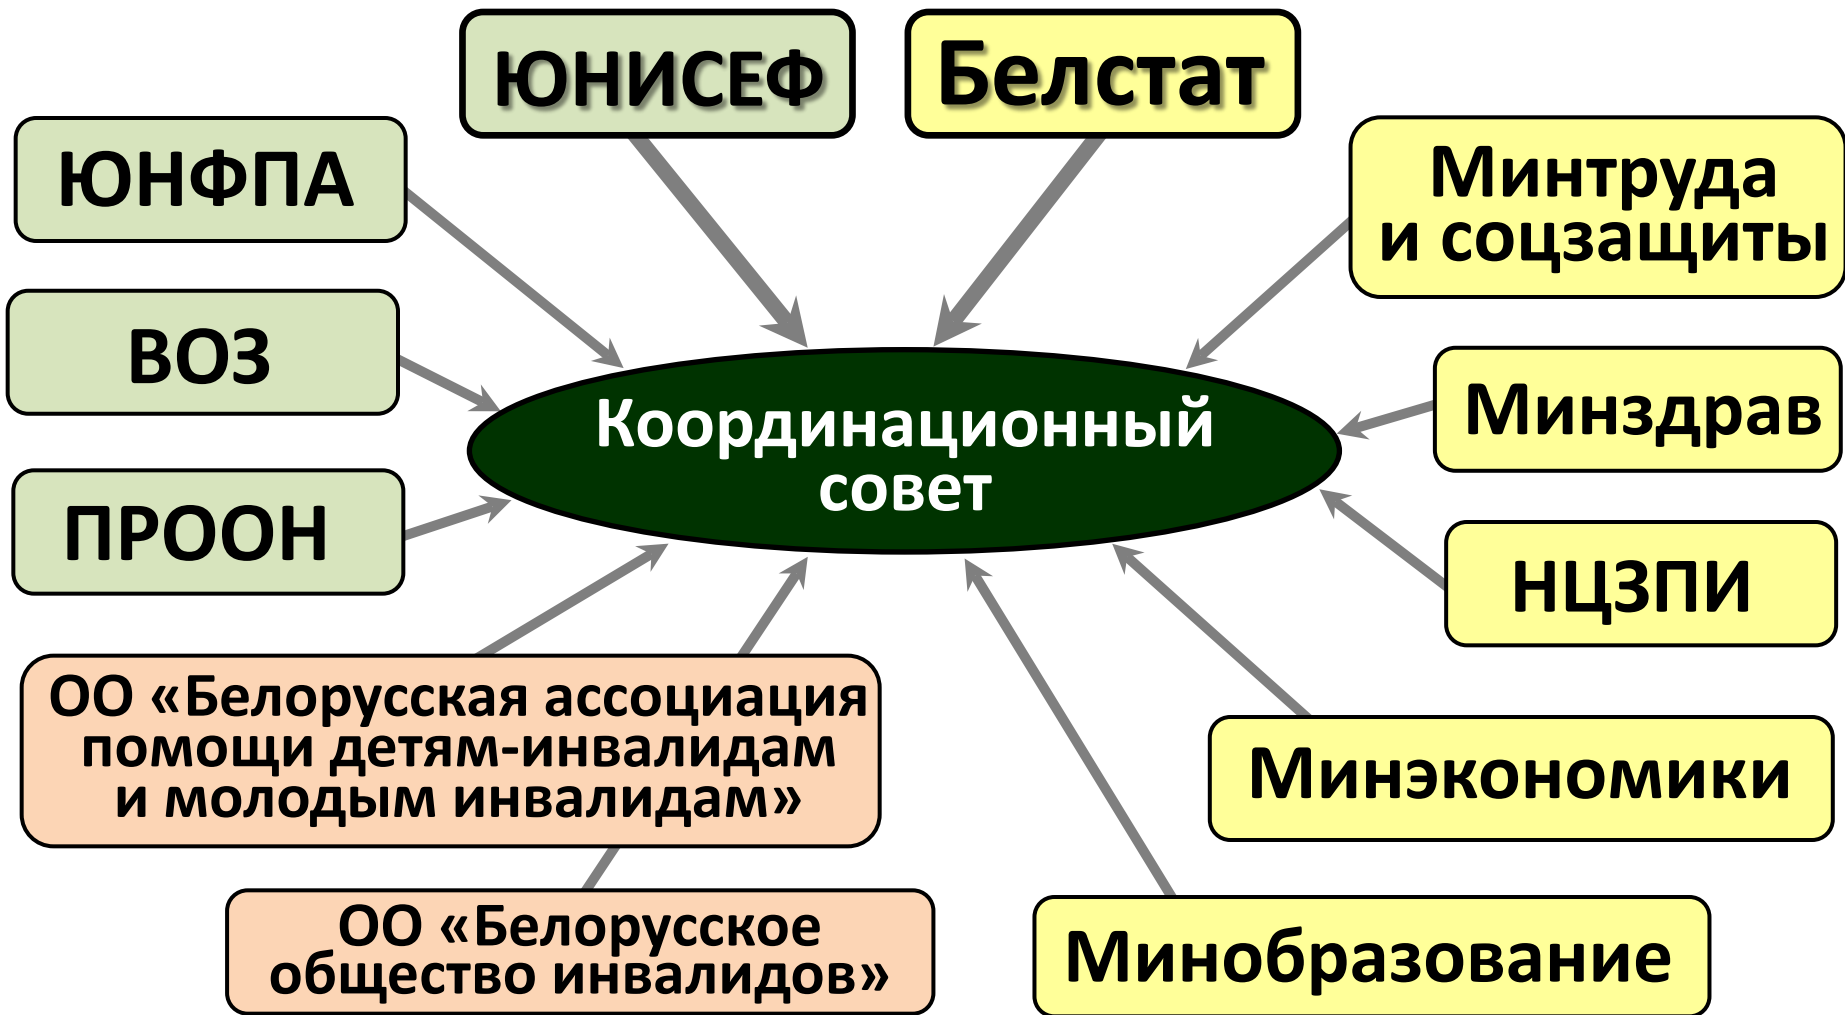 ЮНИСЕФ
Белстат
ЮНФПА
Минтруда
и соцзащиты
ВОЗ
Минздрав
Координационный
совет
ПРООН
НЦЗПИ
ОО «Белорусская ассоциация
помощи детям-инвалидам
и молодым инвалидам»
Минэкономики
ОО «Белорусское
общество инвалидов»
Минобразование